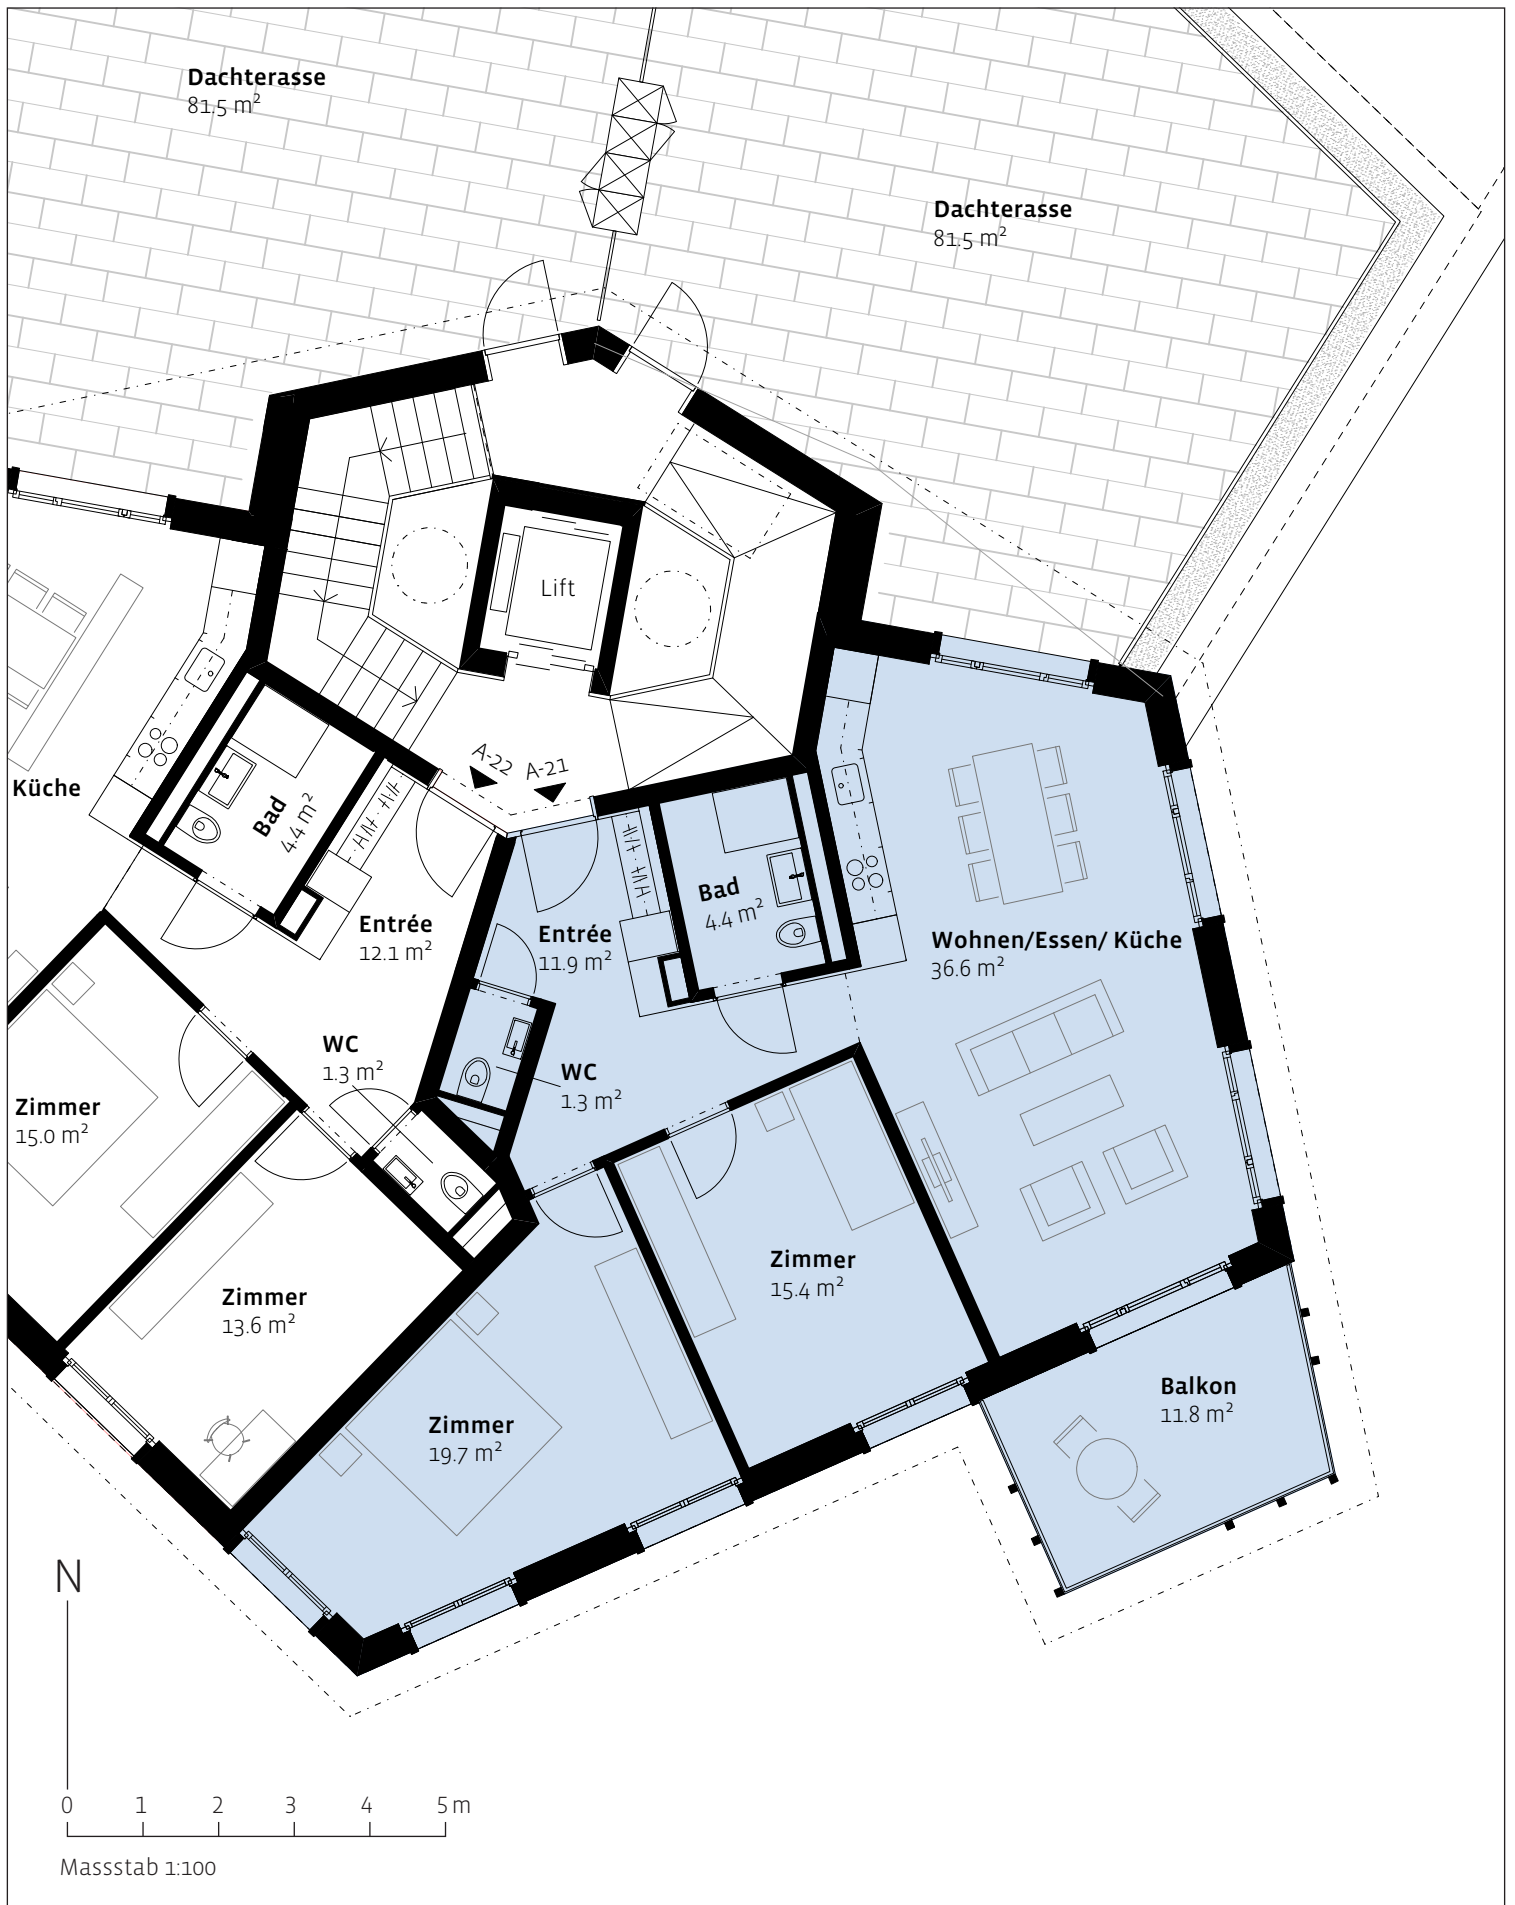 Dachterasse
81.5 m²
Dachterasse
81.5 m²
Lift
A-22
A-21
Küche
Bad
4.4 m²
Bad
4.4 m²
Entrée
12.1 m²
Entrée
11.9 m²
Wohnen/Essen/ Küche
36.6 m²
WC
1.3 m²
WC
1.3 m²
Zimmer
15.0 m²
Zimmer
13.6 m²
Zimmer
15.4 m²
Zimmer
19.7 m²
Balkon
11.8 m²
N
0 1 2 3 4 5 m
Massstab 1:100